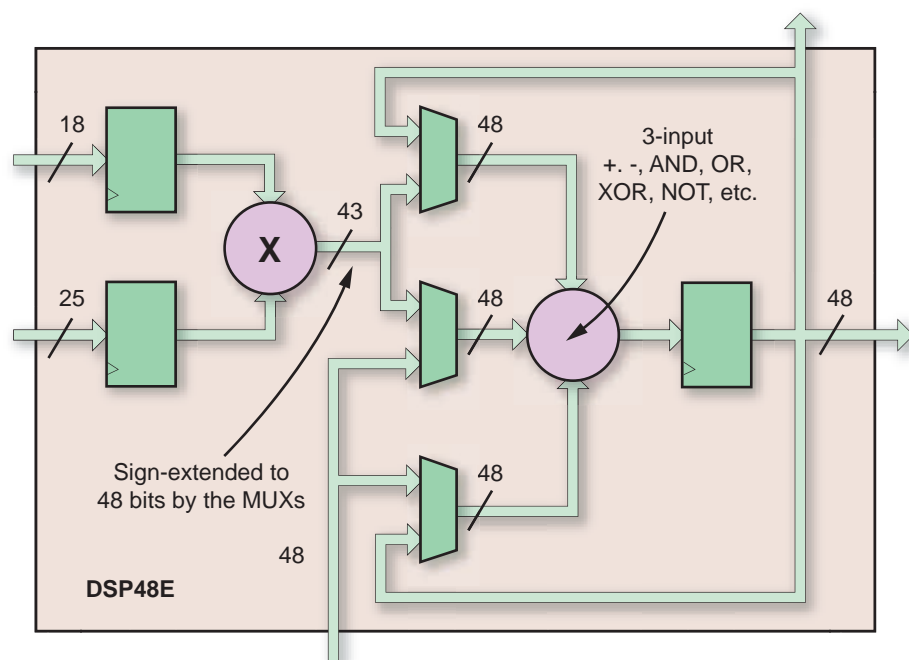 18
48
3-input
+. -, AND, OR,
XOR, NOT, etc.
43
X
25
48
48
Sign-extended to
48 bits by the MUXs
48
48
DSP48E